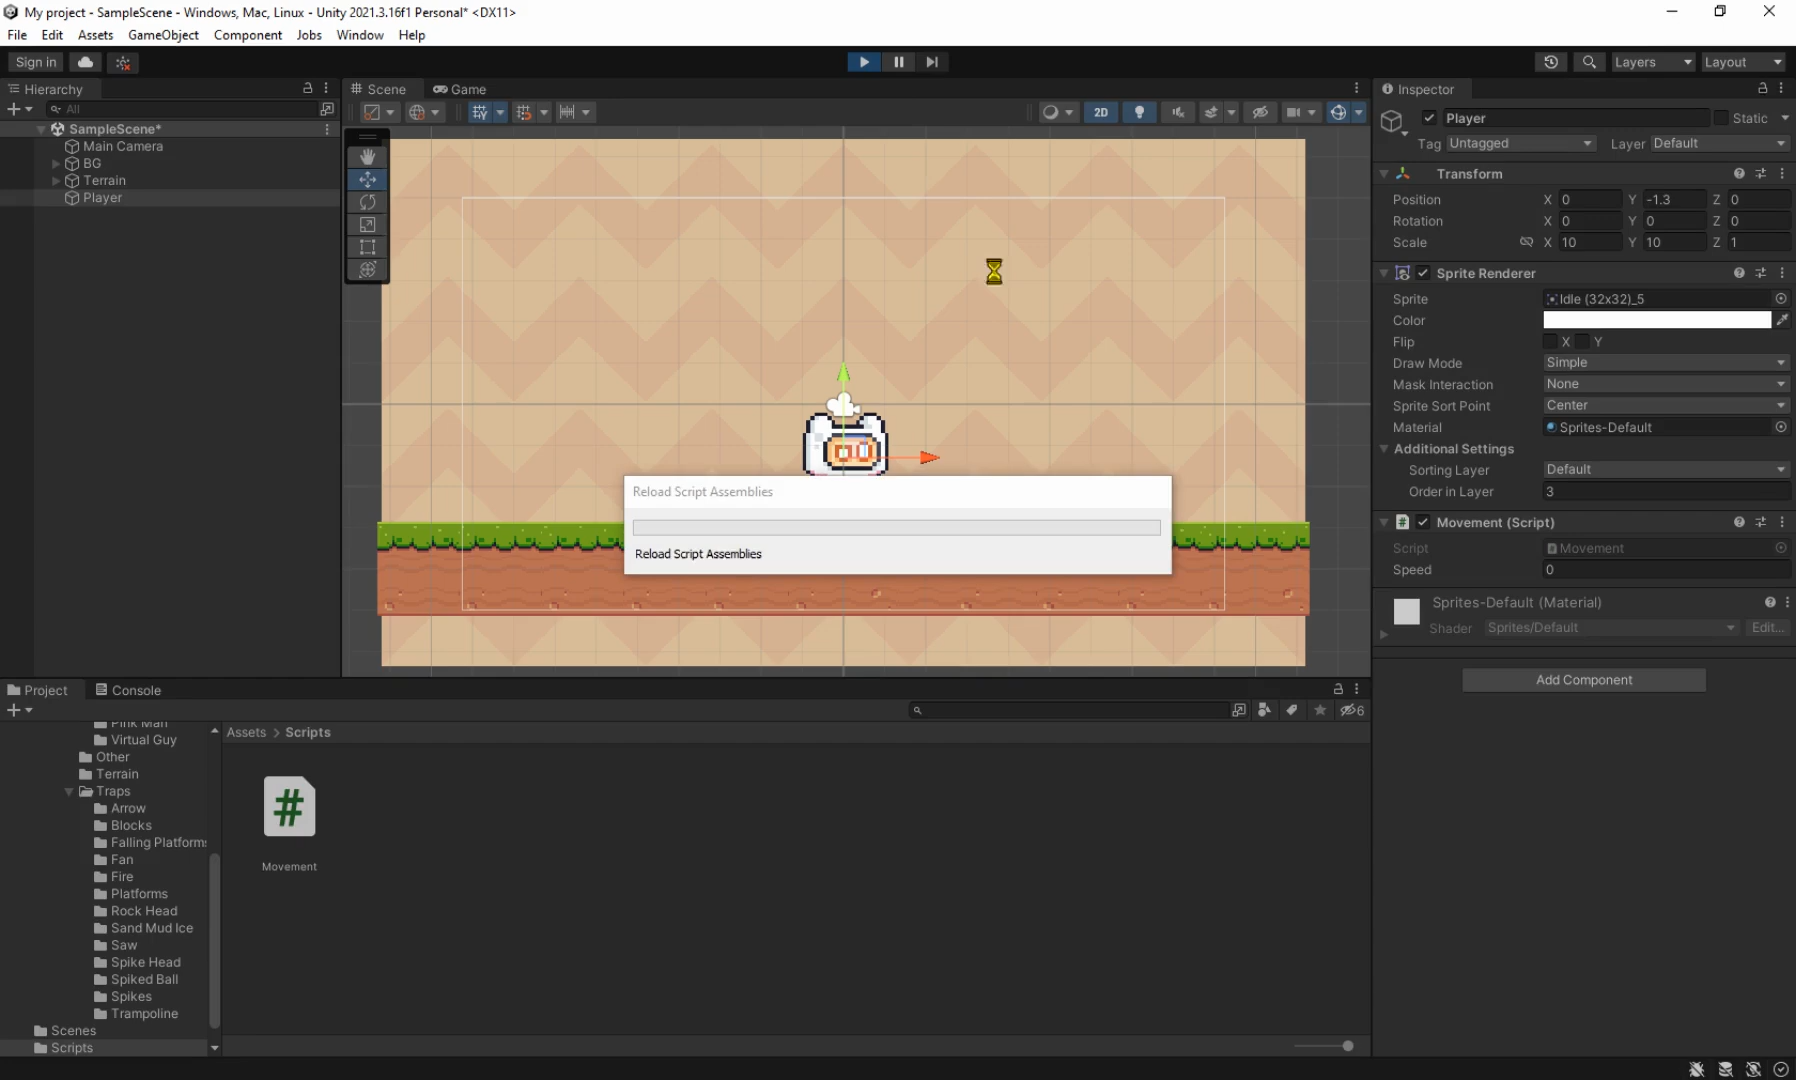 My project - SampleScene - Windows, Mac, Linux - Unity 2021.3.16f1 Personal* <DX11>
File Edit Assets GameObject Component Jobs Window Help
Sign in
Layers
Layout
Hierarchy
All
SampleScene*
Main Camera
BG
Terrain
Player
Scene
Game
2D
Reload Script Assemblies
Reload Script Assemblies
Inspector
Player
Static
Tag Untagged
Layer Default
Transform
Position X 0 Y -1.3 Z 0
Rotation X 0 Y 0 Z 0
Scale X 10 Y 10 Z 1
Sprite Renderer
Sprite Idle (32x32)_5
Color
Flip X Y
Draw Mode Simple
Mask Interaction None
Sprite Sort Point Center
Material Sprites-Default
Additional Settings
Sorting Layer Default
Order in Layer 3
# Movement (Script)
Script Movement
Speed 0
Sprites-Default (Material)
Shader Sprites/Default Edit...
Add Component
Project
Console
6
Pink Man
Virtual Guy
Other
Terrain
Traps
Arrow
Blocks
Falling Platforms
Fan
Fire
Platforms
Rock Head
Sand Mud Ice
Saw
Spike Head
Spiked Ball
Spikes
Trampoline
Scenes
Scripts
Assets > Scripts
#
Movement